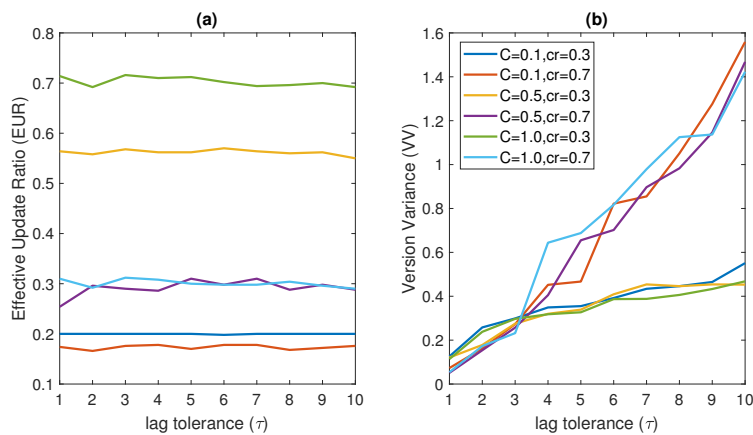 (a)
Effective Update Ratio (EUR)
0.8
0.7
0.6
0.5
0.4
0.3
0.2
0.1
1 2 3 4 5 6 7 8 9 10
lag tolerance (τ)
(b)
Version Variance (VV)
1.6
1.4
1.2
1
0.8
0.6
0.4
0.2
0
C=0.1,cr=0.3
C=0.1,cr=0.7
C=0.5,cr=0.3
C=0.5,cr=0.7
C=1.0,cr=0.3
C=1.0,cr=0.7
1 2 3 4 5 6 7 8 9 10
lag tolerance (τ)